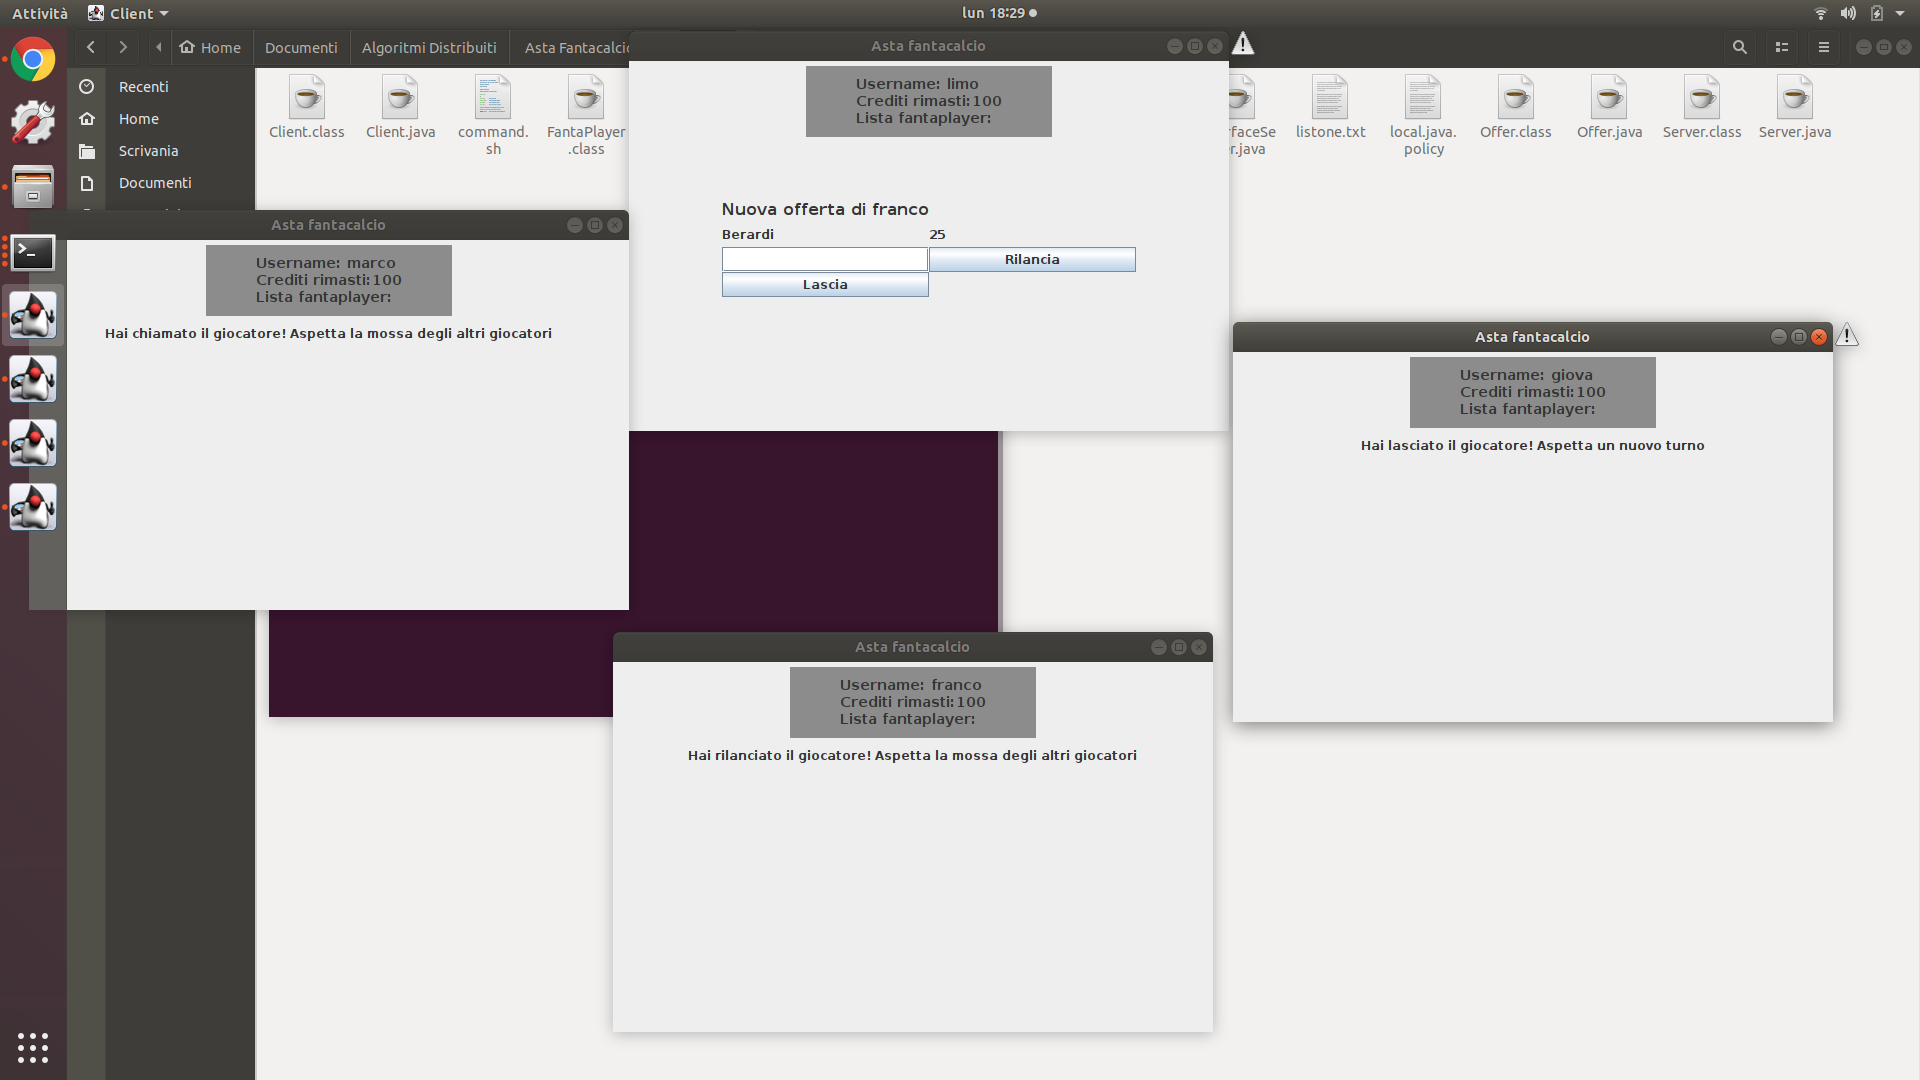 Attività
Client
lun 18:29
Home
Documenti
Algoritmi Distribuiti
Asta Fantacalcio
Recenti
Home
Scrivania
Documenti
Client.class
Client.java
command.
sh
FantaPlayer
.class
rfaceSe
r.java
listone.txt
local.java.
policy
Offer.class
Offer.java
Server.class
Server.java
Asta fantacalcio
Username: limo
Crediti rimasti:100
Lista fantaplayer:
Nuova offerta di franco
Berardi 25
Rilancia
Lascia
Asta fantacalcio
Username: marco
Crediti rimasti:100
Lista fantaplayer:
Hai chiamato il giocatore! Aspetta la mossa degli altri giocatori
Asta fantacalcio
Username: giova
Crediti rimasti:100
Lista fantaplayer:
Hai lasciato il giocatore! Aspetta un nuovo turno
Asta fantacalcio
Username: franco
Crediti rimasti:100
Lista fantaplayer:
Hai rilanciato il giocatore! Aspetta la mossa degli altri giocatori